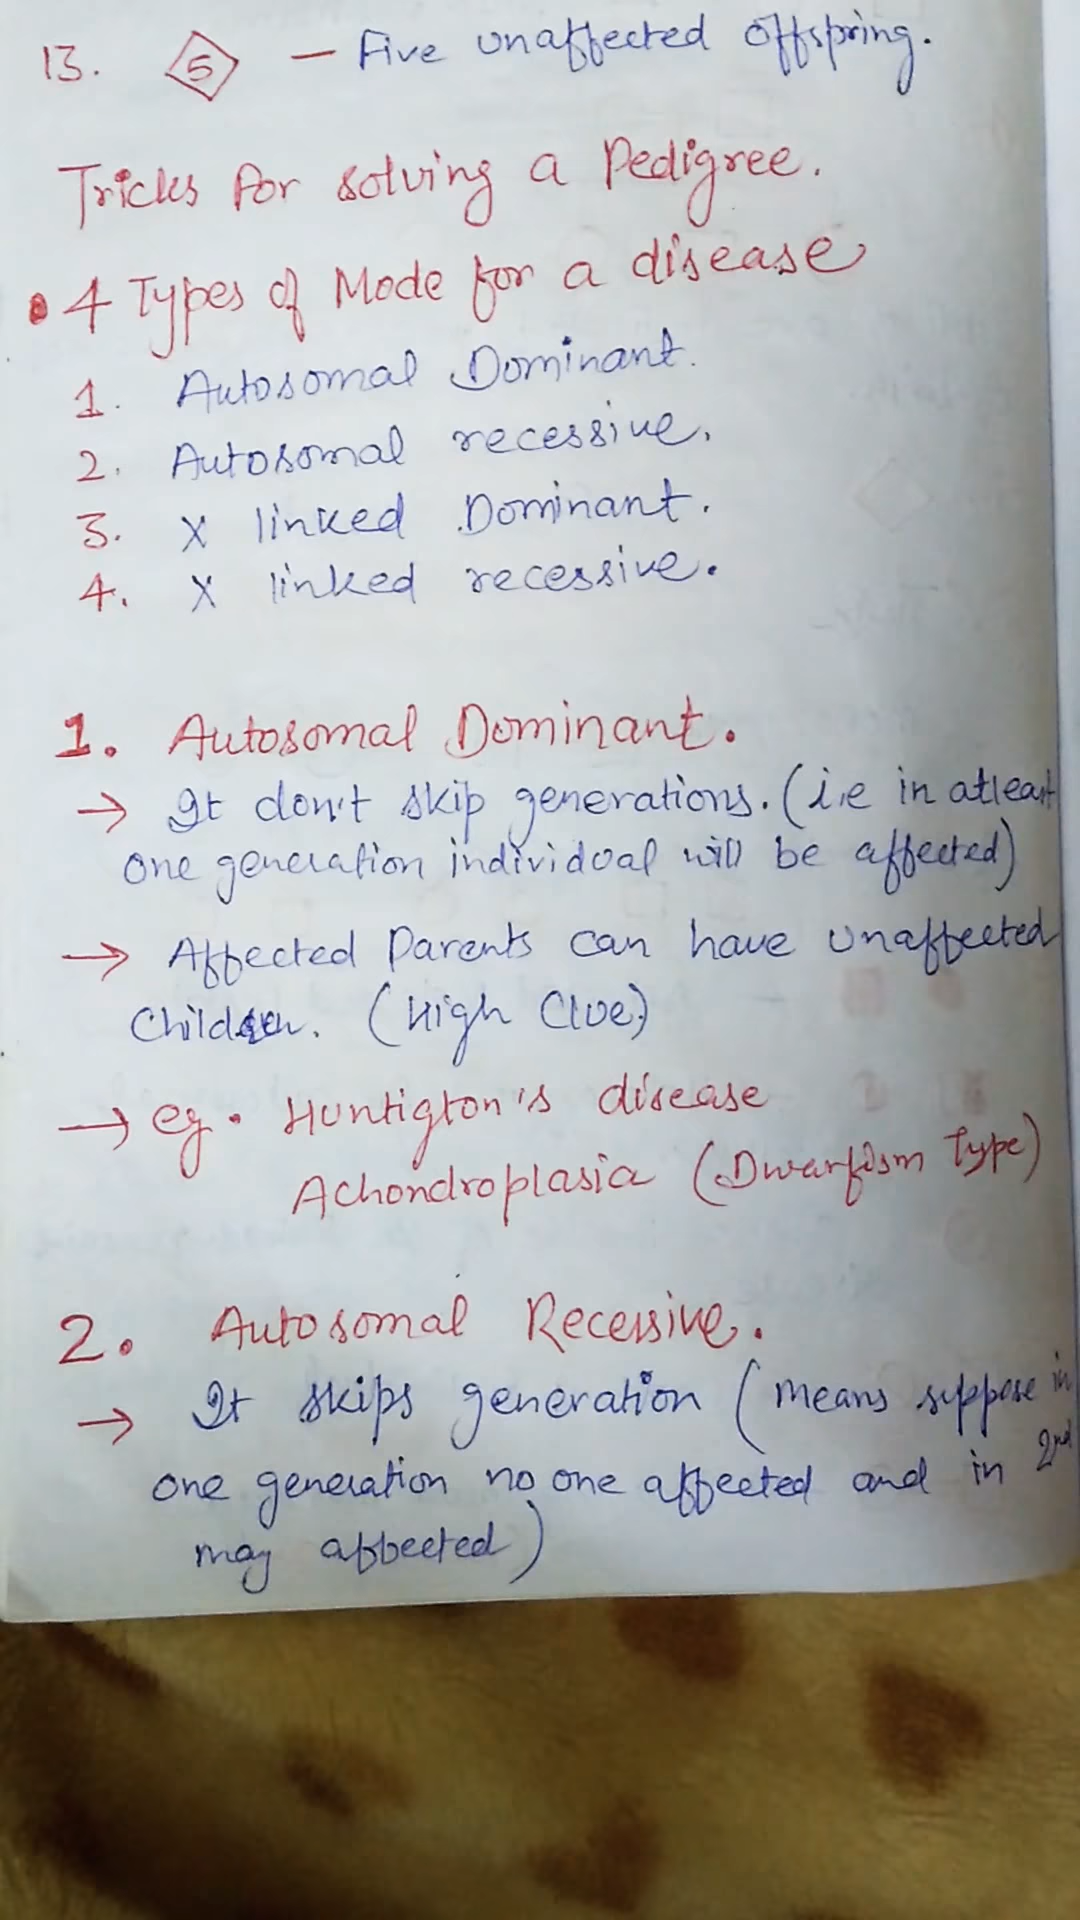 13. 5 — Five unaffected offspring.
Tricks for solving a Pedigree.
• 4 Types of Mode for a disease
1. Autosomal Dominant.
2. Autosomal recessive.
3. X linked Dominant.
4. X linked recessive.
1. Autosomal Dominant.
→ It don't skip generations. (i.e in atleast
one generation individual will be affected)
→ Affected Parents can have unaffected
Children. (High Clue)
→ eg. Huntigton's disease
Achondroplasia (Dwarfism Type)
2. Autosomal Recessive.
→ It skips generation (means suppose in
one generation no one affected and in 2nd
may affected)